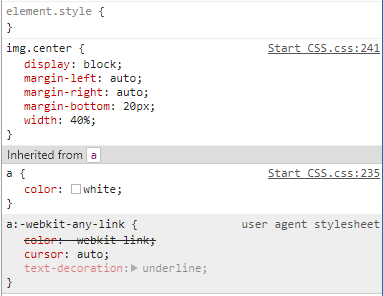 element.style {
}
img.center { Start CSS.css:241
display: block;
margin-left: auto;
margin-right: auto;
margin-bottom: 20px;
width: 40%;
}
Inherited from a
a { Start CSS.css:235
color: white;
}
a:-webkit-any-link { user agent stylesheet
color: -webkit-link;
cursor: auto;
text-decoration:▶ underline;
}